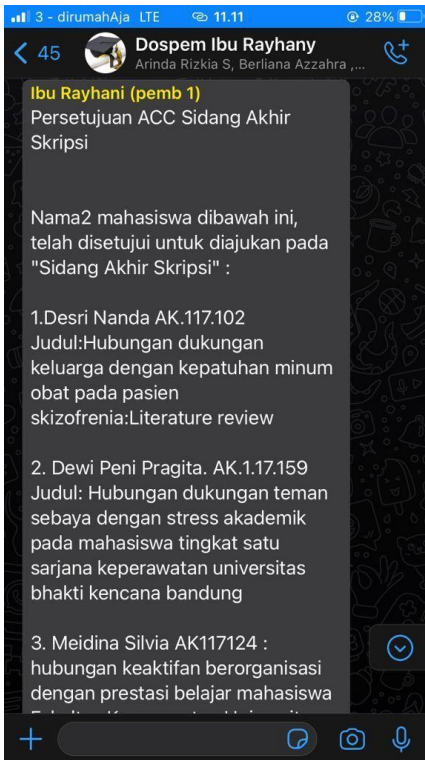 3 - dirumahAja LTE 11.11 28%
45 Dospem Ibu Rayhany
Arinda Rizkia S, Berliana Azzahra ,...
Ibu Rayhani (pemb 1)
Persetujuan ACC Sidang Akhir
Skripsi
Nama2 mahasiswa dibawah ini,
telah disetujui untuk diajukan pada
"Sidang Akhir Skripsi" :
1.Desri Nanda AK.117.102
Judul:Hubungan dukungan
keluarga dengan kepatuhan minum
obat pada pasien
skizofrenia:Literature review
2. Dewi Peni Pragita. AK.1.17.159
Judul: Hubungan dukungan teman
sebaya dengan stress akademik
pada mahasiswa tingkat satu
sarjana keperawatan universitas
bhakti kencana bandung
3. Meidina Silvia AK117124 :
hubungan keaktifan berorganisasi
dengan prestasi belajar mahasiswa